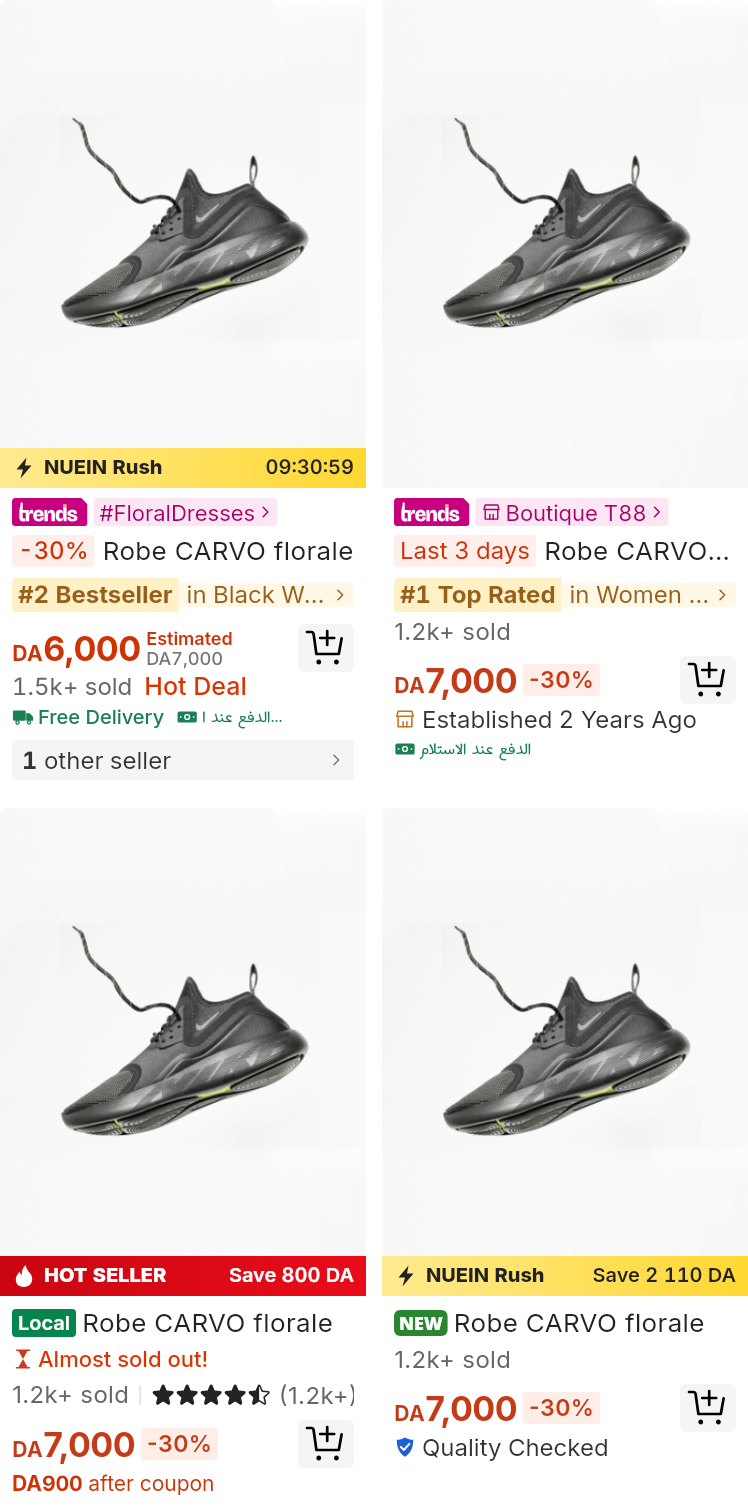 NUEIN Rush 09:30:59
trends #FloralDresses >
-30% Robe CARVO florale
#2 Bestseller in Black W... >
DA6,000 Estimated
DA7,000
1.5k+ sold Hot Deal
Free Delivery الدفع عند ا...
1 other seller >
trends Boutique T88 >
Last 3 days Robe CARVO...
#1 Top Rated in Women ... >
1.2k+ sold
DA7,000 -30%
Established 2 Years Ago
الدفع عند الاستلام
HOT SELLER Save 800 DA
Local Robe CARVO florale
Almost sold out!
1.2k+ sold (1.2k+)
DA7,000 -30%
DA900 after coupon
NUEIN Rush Save 2 110 DA
NEW Robe CARVO florale
1.2k+ sold
DA7,000 -30%
Quality Checked